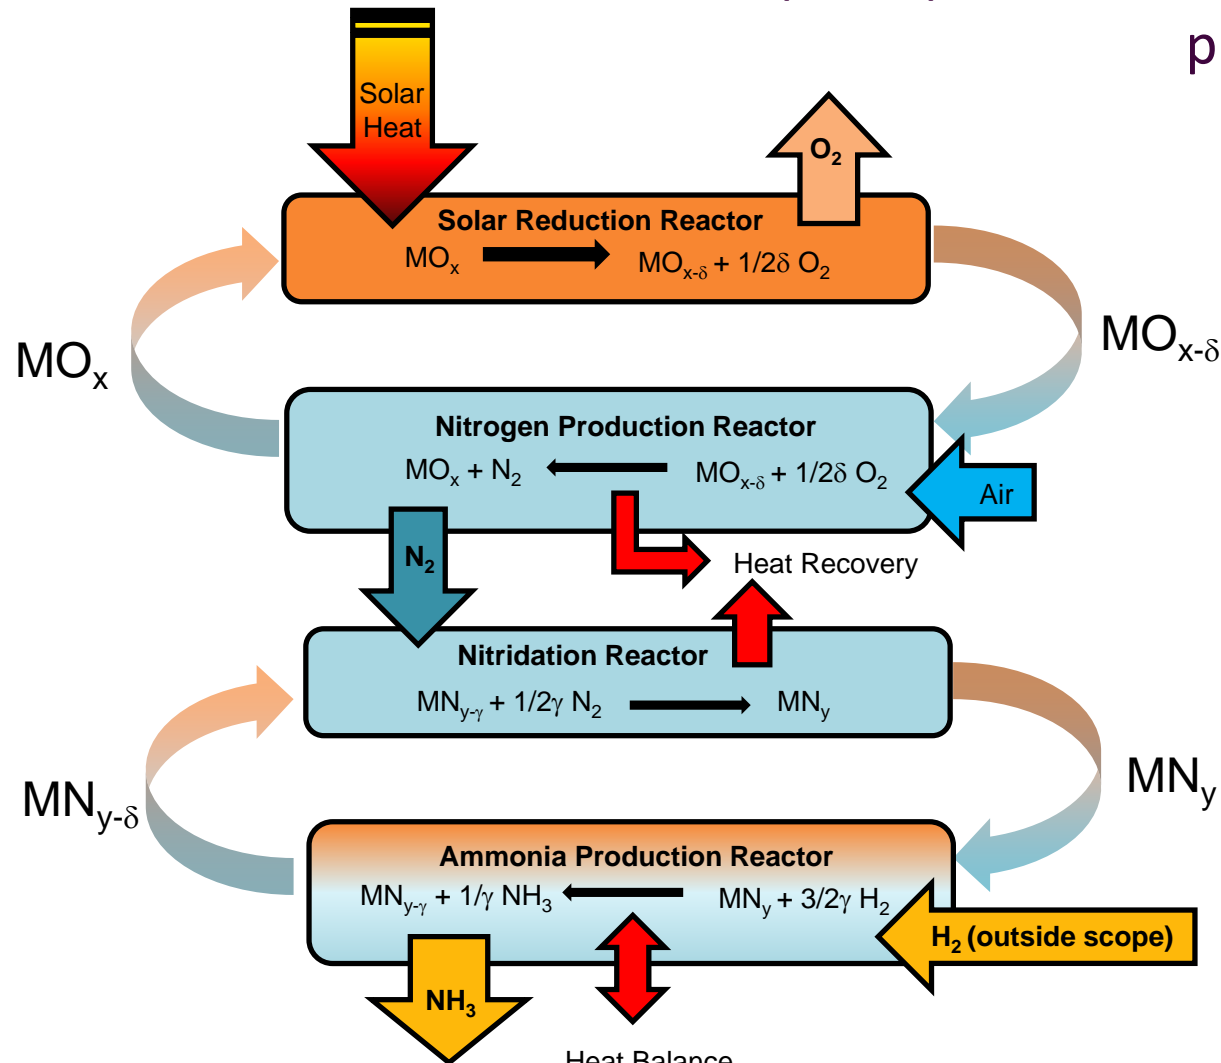 p
Solar
Heat
O₂
Solar Reduction Reactor
MOₓ MOₓ₋δ + 1/2δ O₂
MOₓ
MOₓ₋δ
Nitrogen Production Reactor
MOₓ + N₂ MOₓ₋δ + 1/2δ O₂
Air
N₂
Heat Recovery
Nitridation Reactor
MNy-γ + 1/2γ N₂ MNy
MNy-δ
MNy
Ammonia Production Reactor
MNy-γ + 1/γ NH₃ MNy + 3/2γ H₂
H₂ (outside scope)
NH₃
Heat Balance